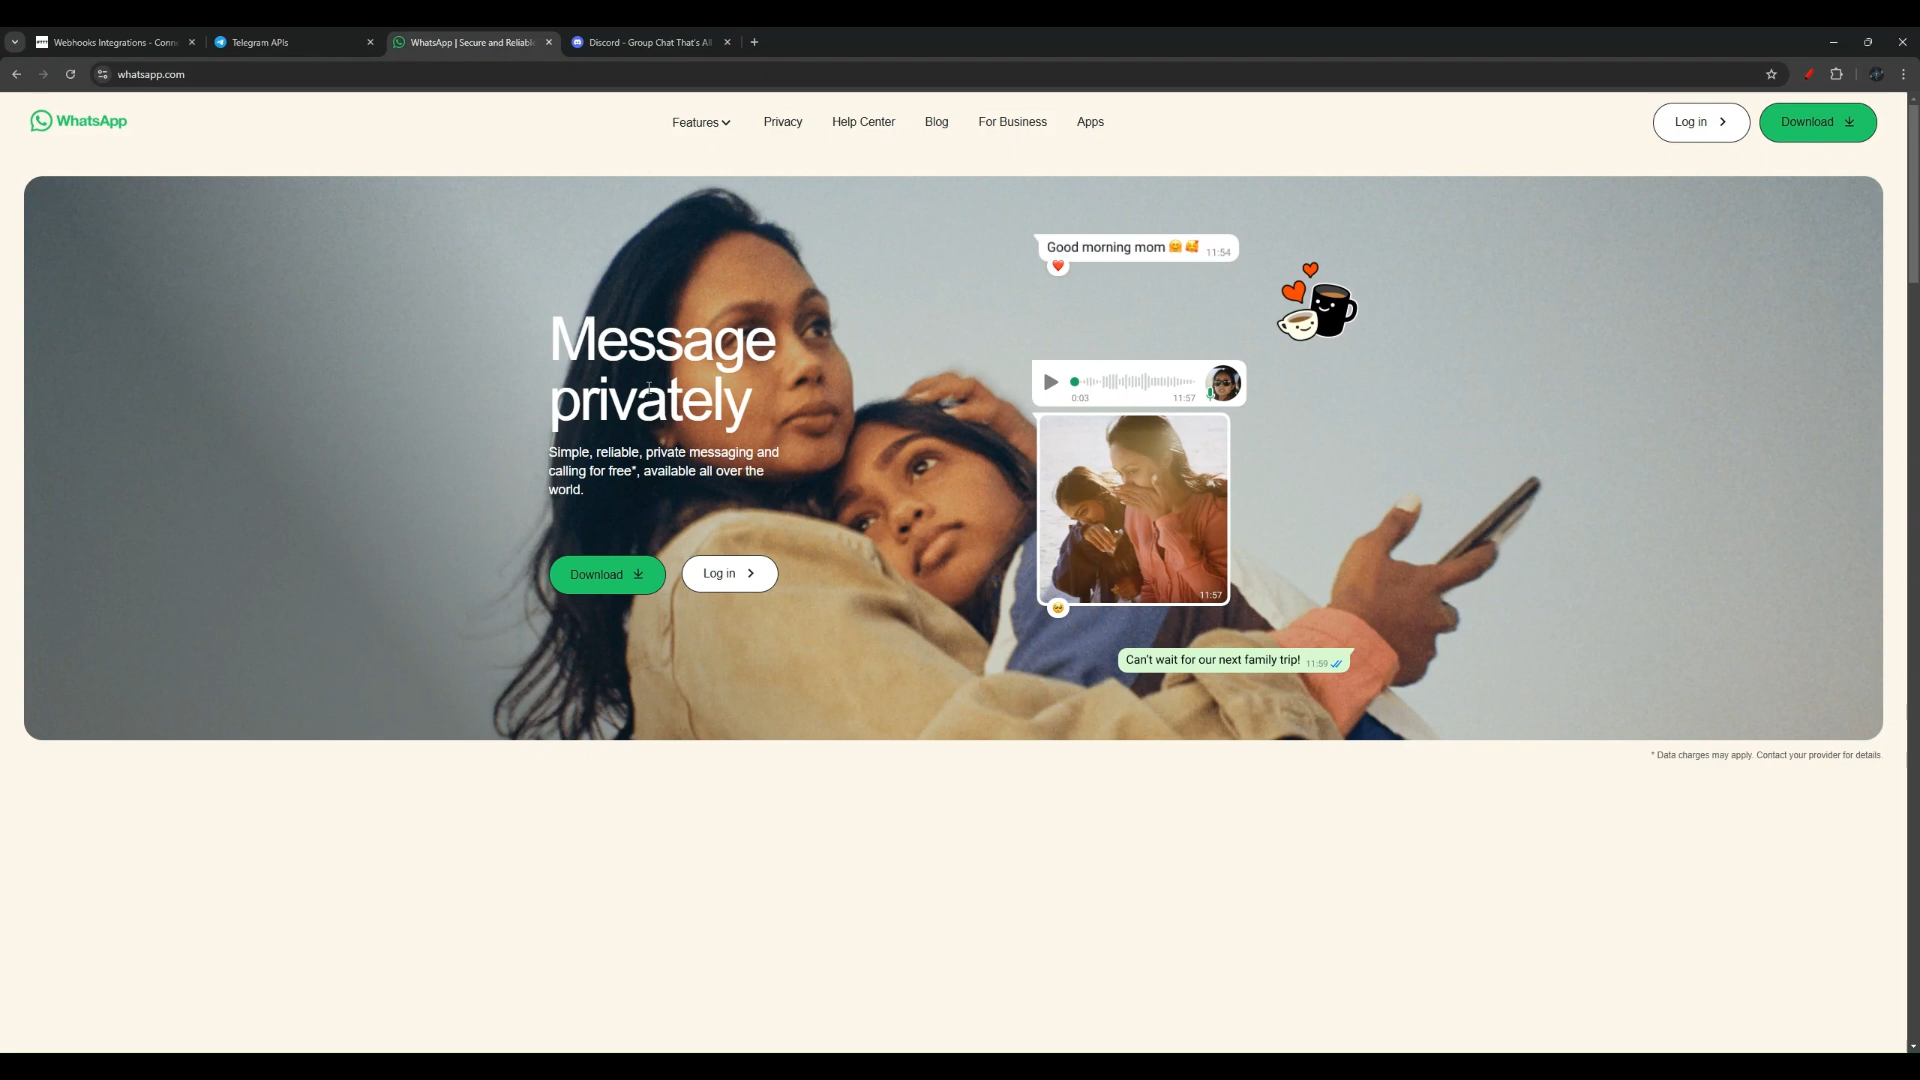 Webhooks Integrations - Conn
Telegram APIs
WhatsApp | Secure and Reliabl
Discord - Group Chat That's All
whatsapp.com
WhatsApp
Features
Privacy
Help Center
Blog
For Business
Apps
Log in
Download
Good morning mom 🤗 🥰 11:54
Message
privately
0:03 11:57
Simple, reliable, private messaging and
calling for free*, available all over the
world.
Download
Log in
11:57
Can't wait for our next family trip! 11:59
* Data charges may apply. Contact your provider for details.